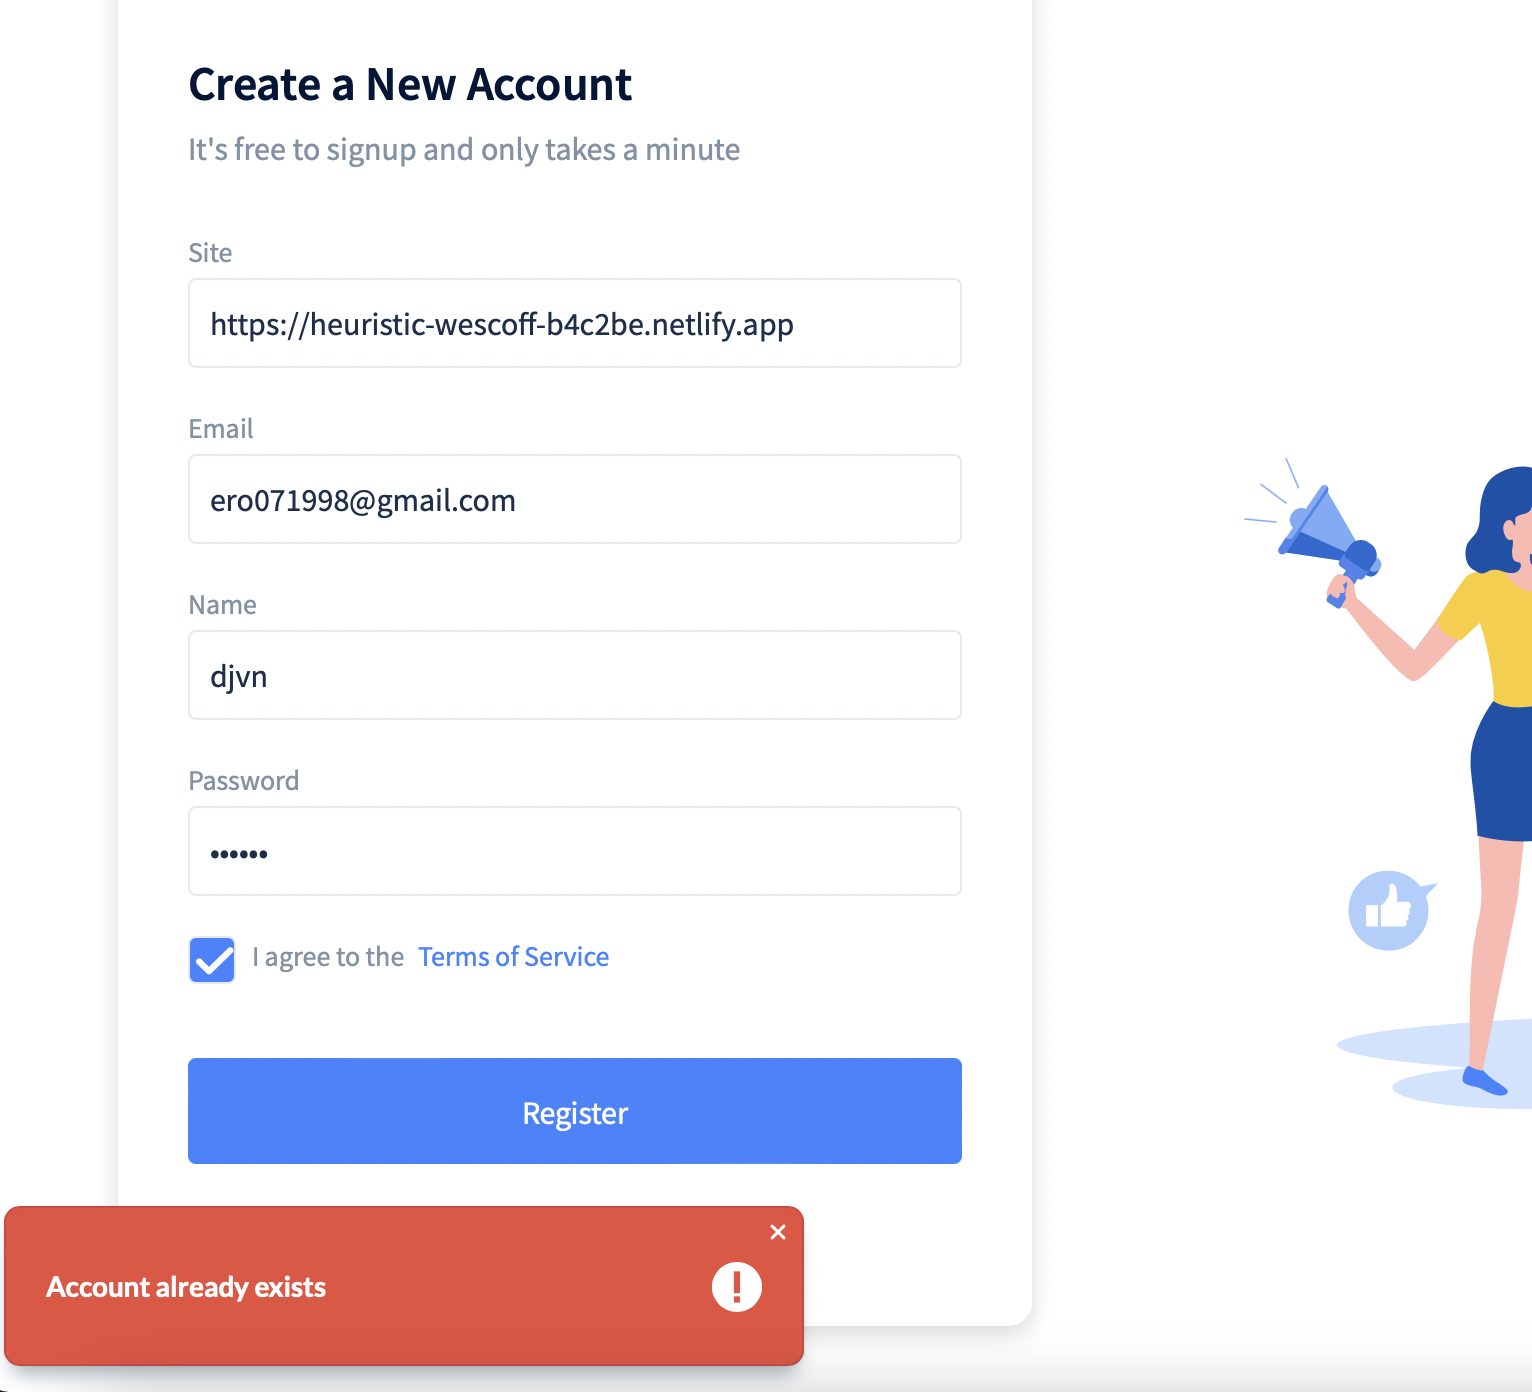 Create a New Account
It's free to signup and only takes a minute
Site
https://heuristic-wescoff-b4c2be.netlify.app
Email
ero071998@gmail.com
Name
djvn
Password
••••••
I agree to the Terms of Service
Register
Account already exists